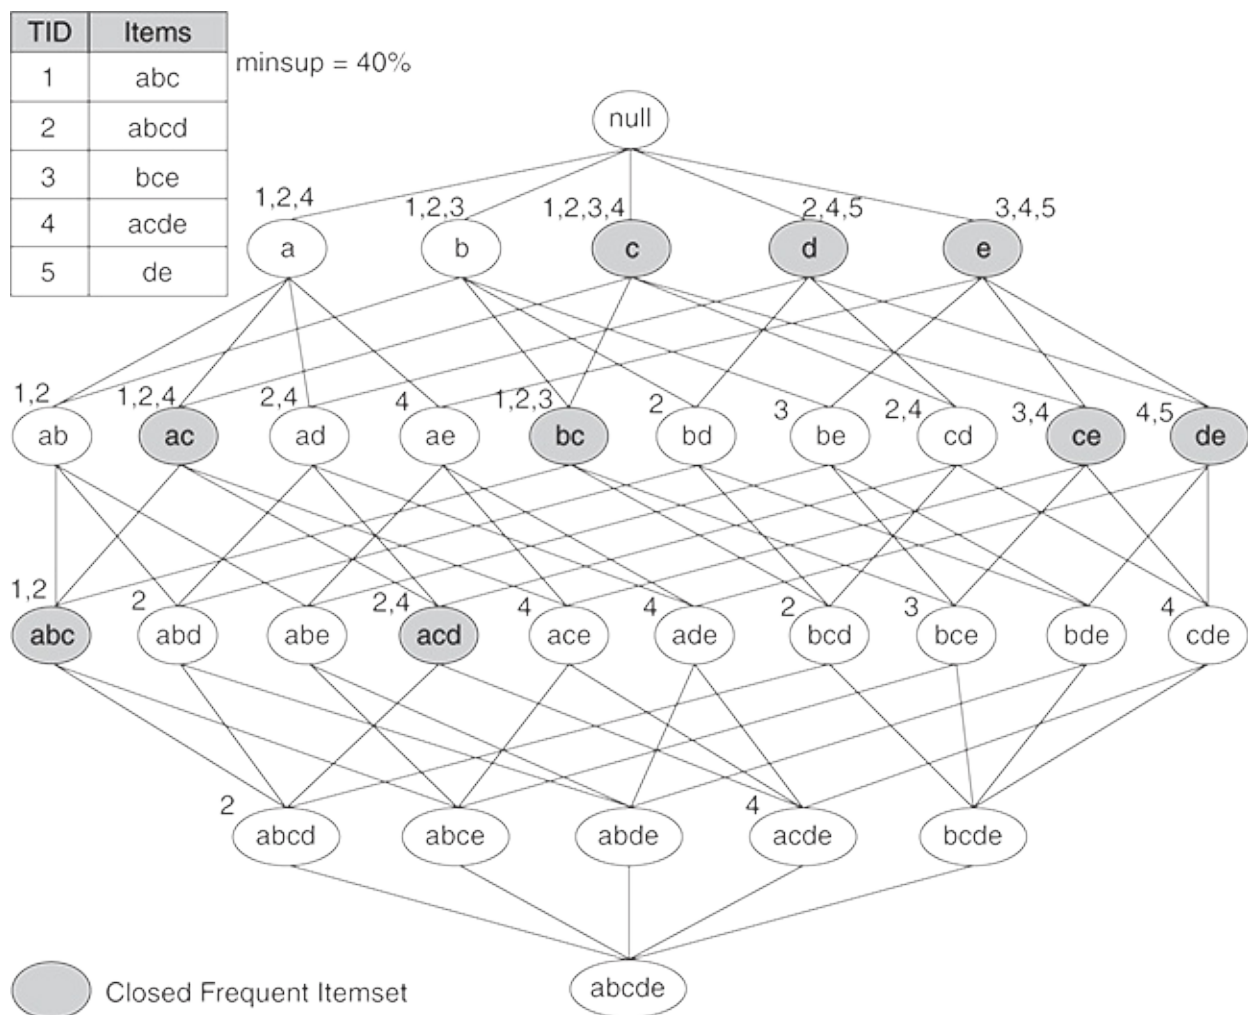 TID Items
1 abc
2 abcd
3 bce
4 acde
5 de
minsup = 40%
null
1,2,4 1,2,3 1,2,3,4 2,4,5 3,4,5
a b c d e
1,2 1,2,4 2,4 4 1,2,3 2 3 2,4 3,4 4,5
ab ac ad ae bc bd be cd ce de
1,2 2 2,4 4 4 2 3 4
abc abd abe acd ace ade bcd bce bde cde
2 4
abcd abce abde acde bcde
abcde
Closed Frequent Itemset